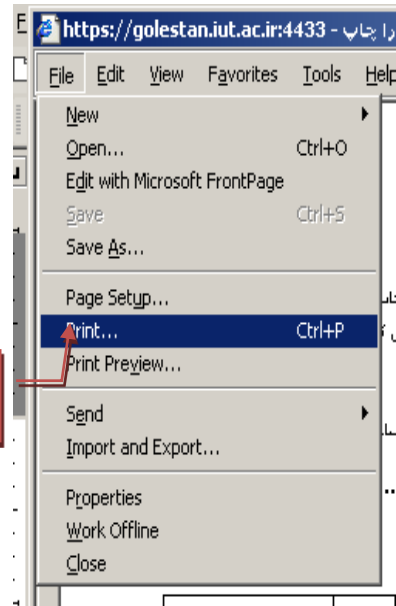 https://golestan.iut.ac.ir:4433 - را چاپ
File Edit View Favorites Tools Help
New
Open... Ctrl+O
Edit with Microsoft FrontPage
Save Ctrl+S
Save As...
Page Setup...
Print... Ctrl+P
Print Preview...
Send
Import and Export...
Properties
Work Offline
Close